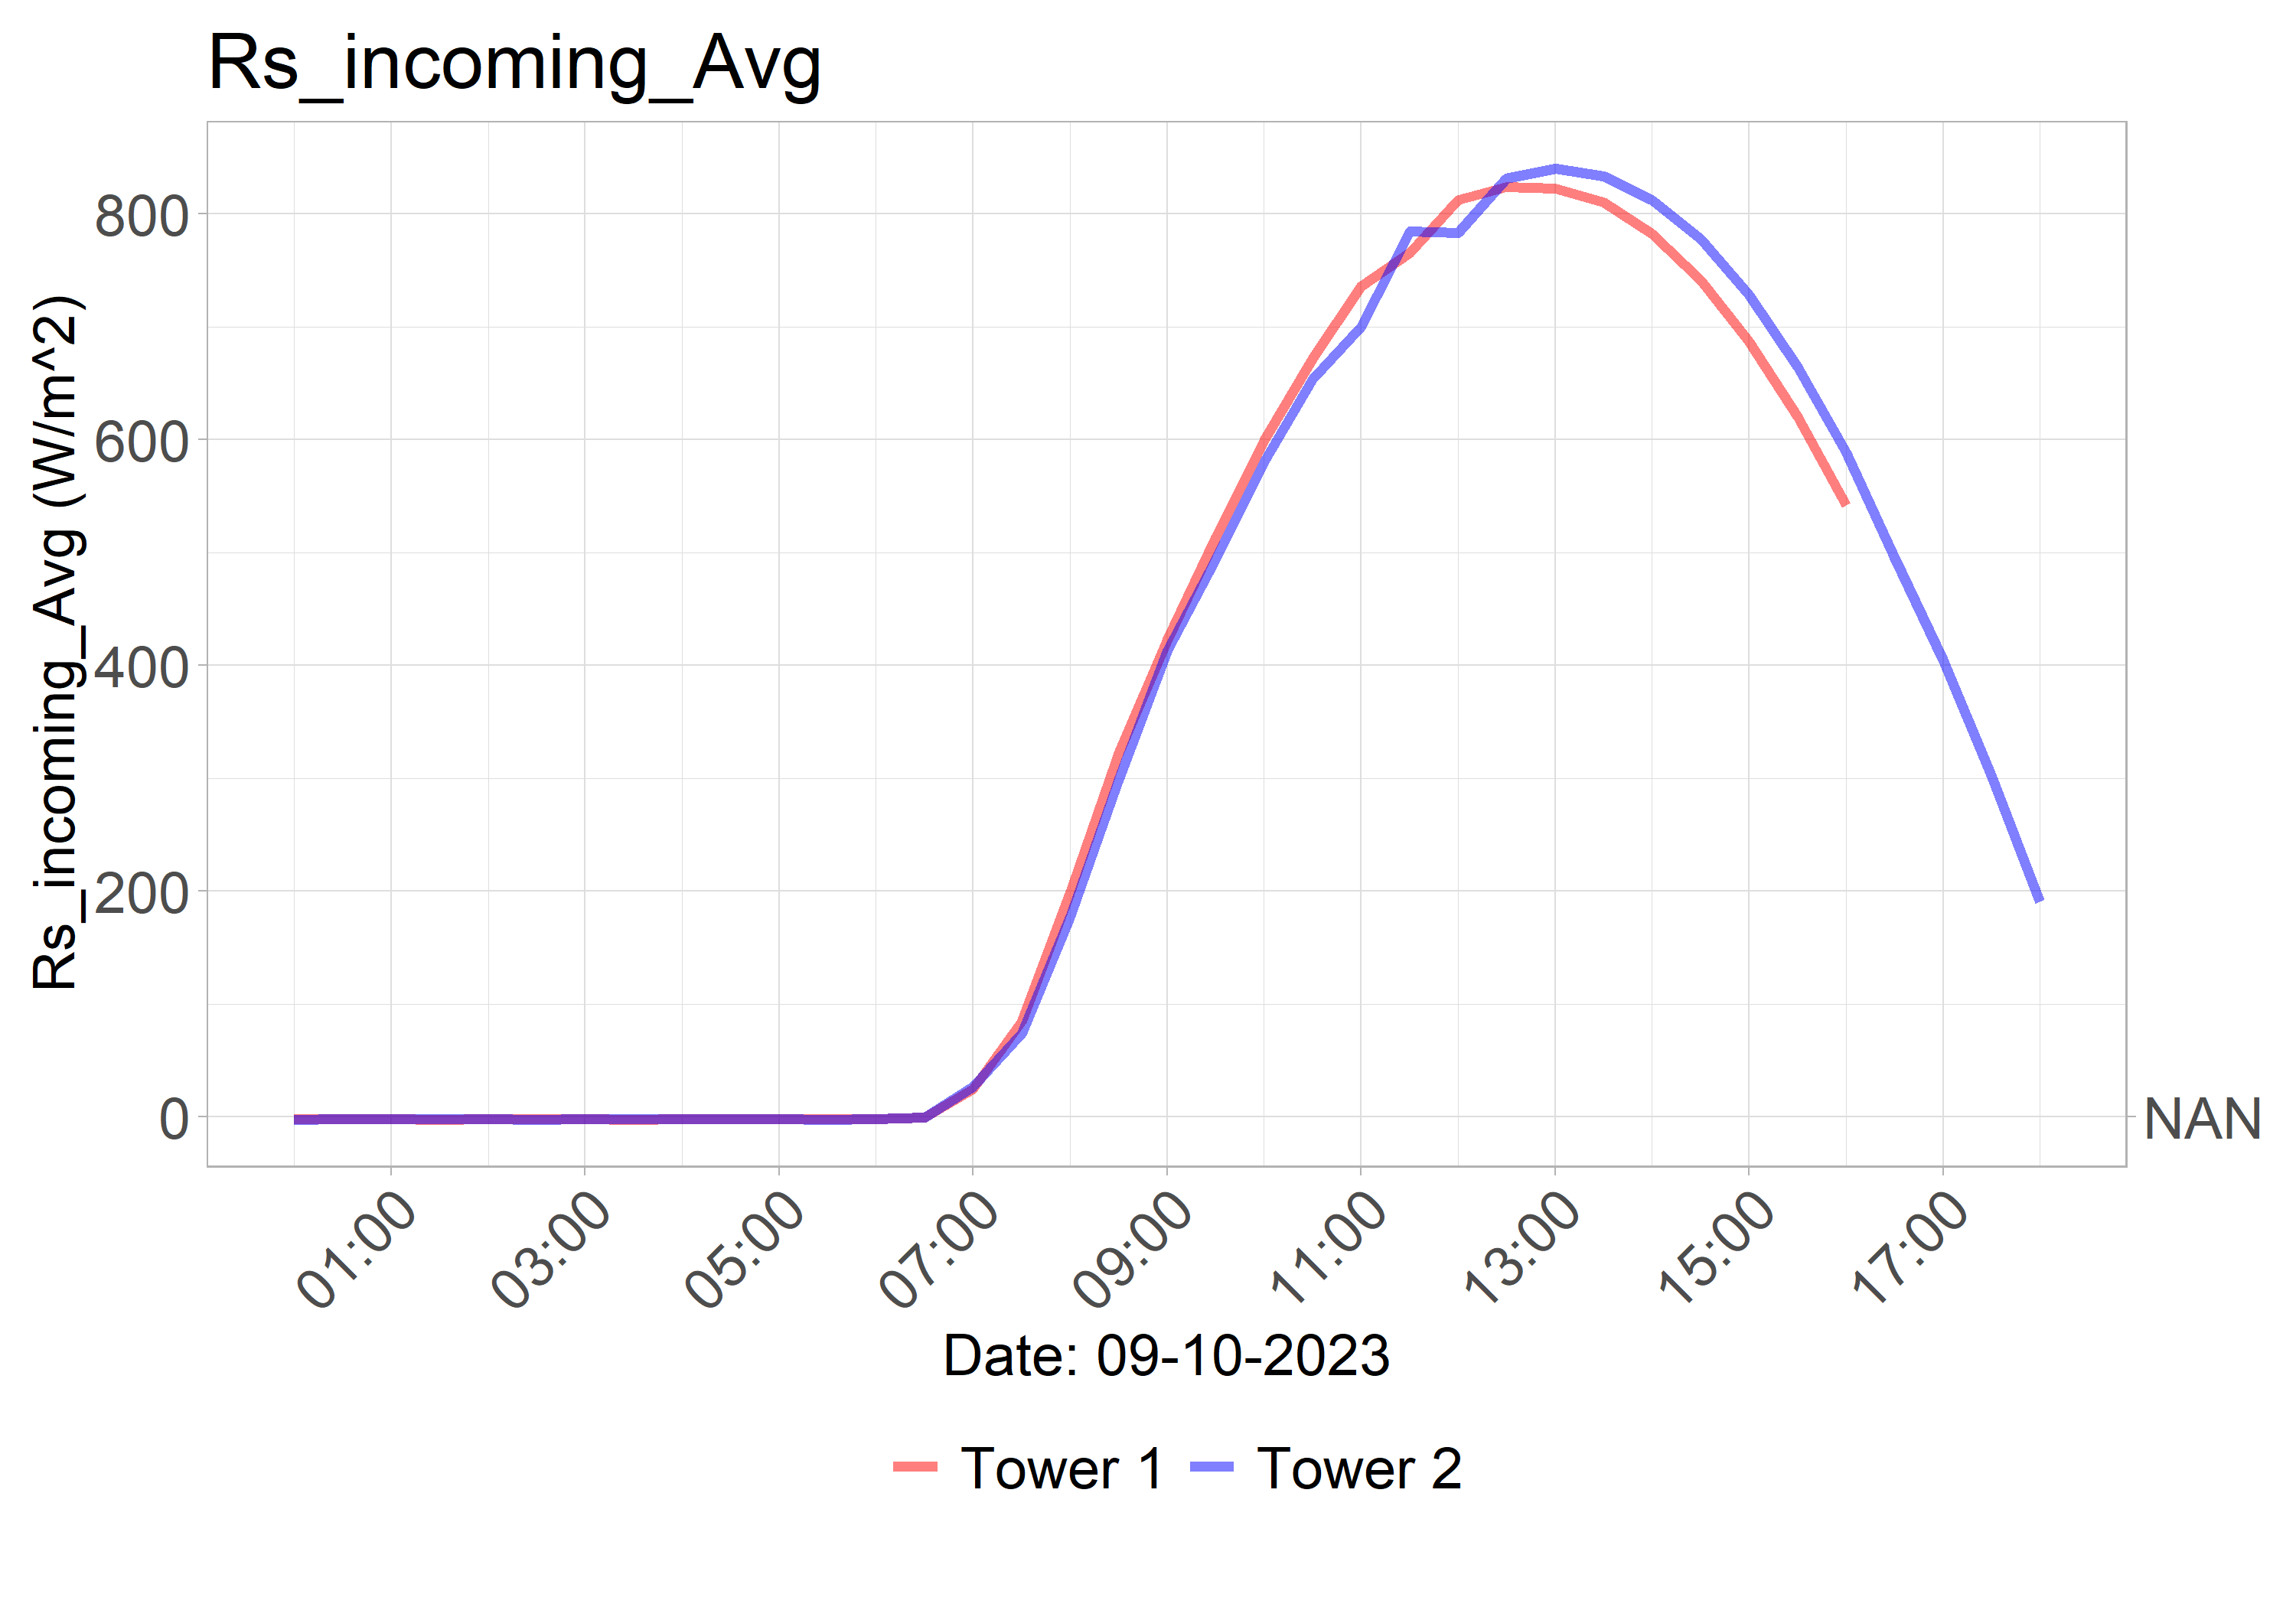 Rs_incoming_Avg
Rs_incoming_Avg (W/m^2)
800
600
400
200
0
NAN
01:00 03:00 05:00 07:00 09:00 11:00 13:00 15:00 17:00
Date: 09-10-2023
Tower 1 Tower 2